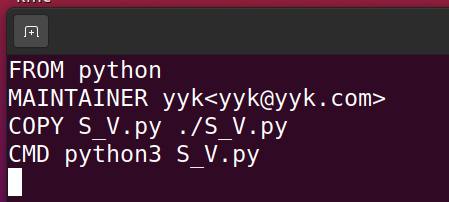 FROM python
MAINTAINER yyk<yyk@yyk.com>
COPY S_V.py ./S_V.py
CMD python3 S_V.py